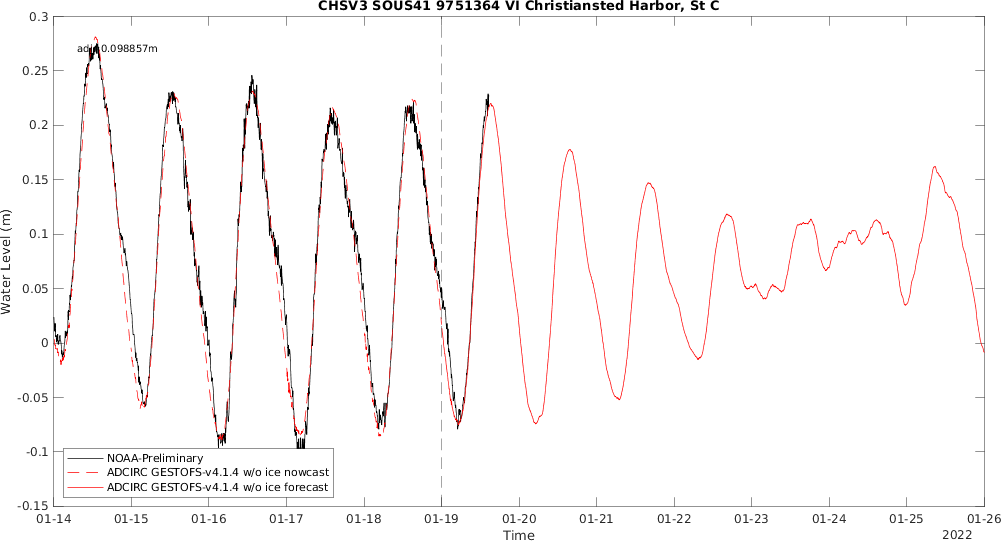 CHSV3 SOUS41 9751364 VI Christiansted Harbor, St C
0.3
0.25
0.2
0.15
0.1
0.05
0
-0.05
-0.1
-0.15
Water Level (m)
0.098857m
NOAA-Preliminary
ADCIRC GESTOFS-v4.1.4 w/o ice nowcast
ADCIRC GESTOFS-v4.1.4 w/o ice forecast
01-14 01-15 01-16 01-17 01-18 01-19 01-20 01-21 01-22 01-23 01-24 01-25 01-26
Time
2022